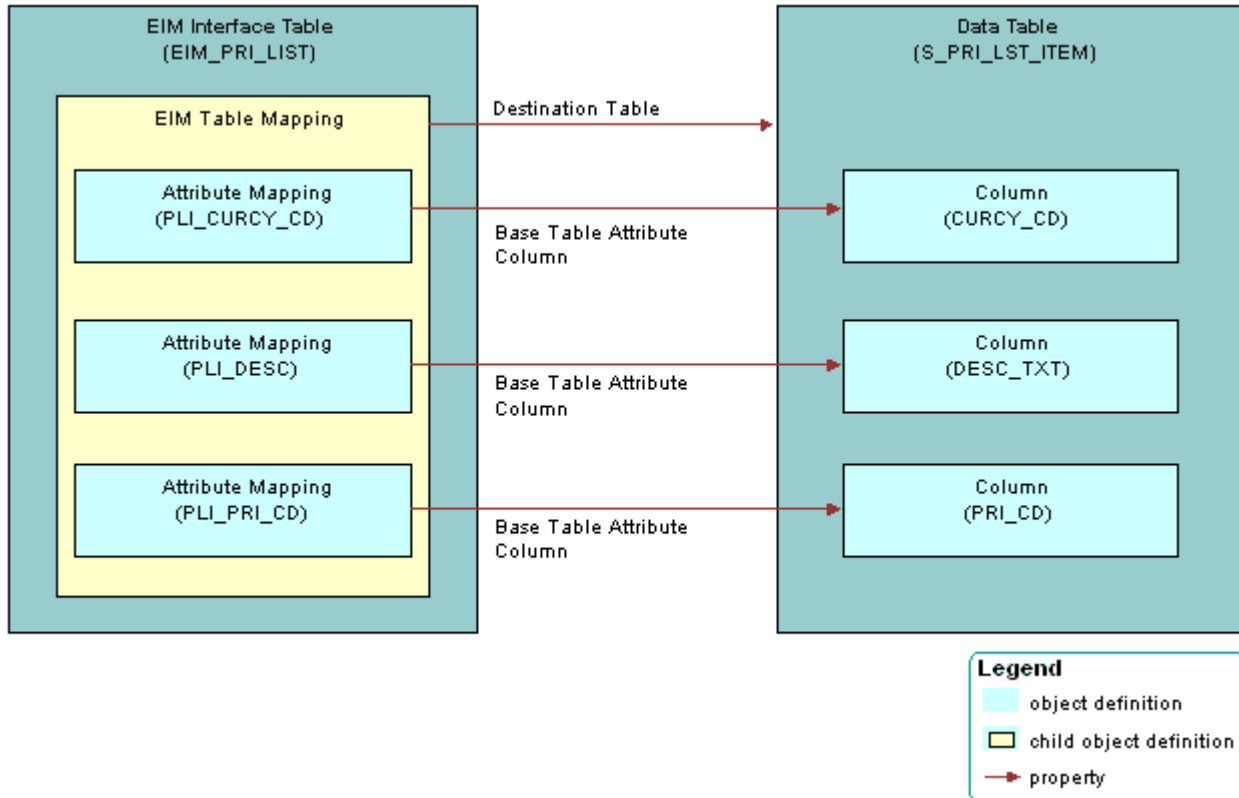 EIM Interface Table
(EIM_PRI_LIST)
EIM Table Mapping
Attribute Mapping
(PLI_CURCY_CD)
Attribute Mapping
(PLI_DESC)
Attribute Mapping
(PLI_PRI_CD)
Destination Table
Base Table Attribute
Column
Base Table Attribute
Column
Base Table Attribute
Column
Data Table
(S_PRI_LST_ITEM)
Column
(CURCY_CD)
Column
(DESC_TXT)
Column
(PRI_CD)
Legend
object definition
child object definition
property